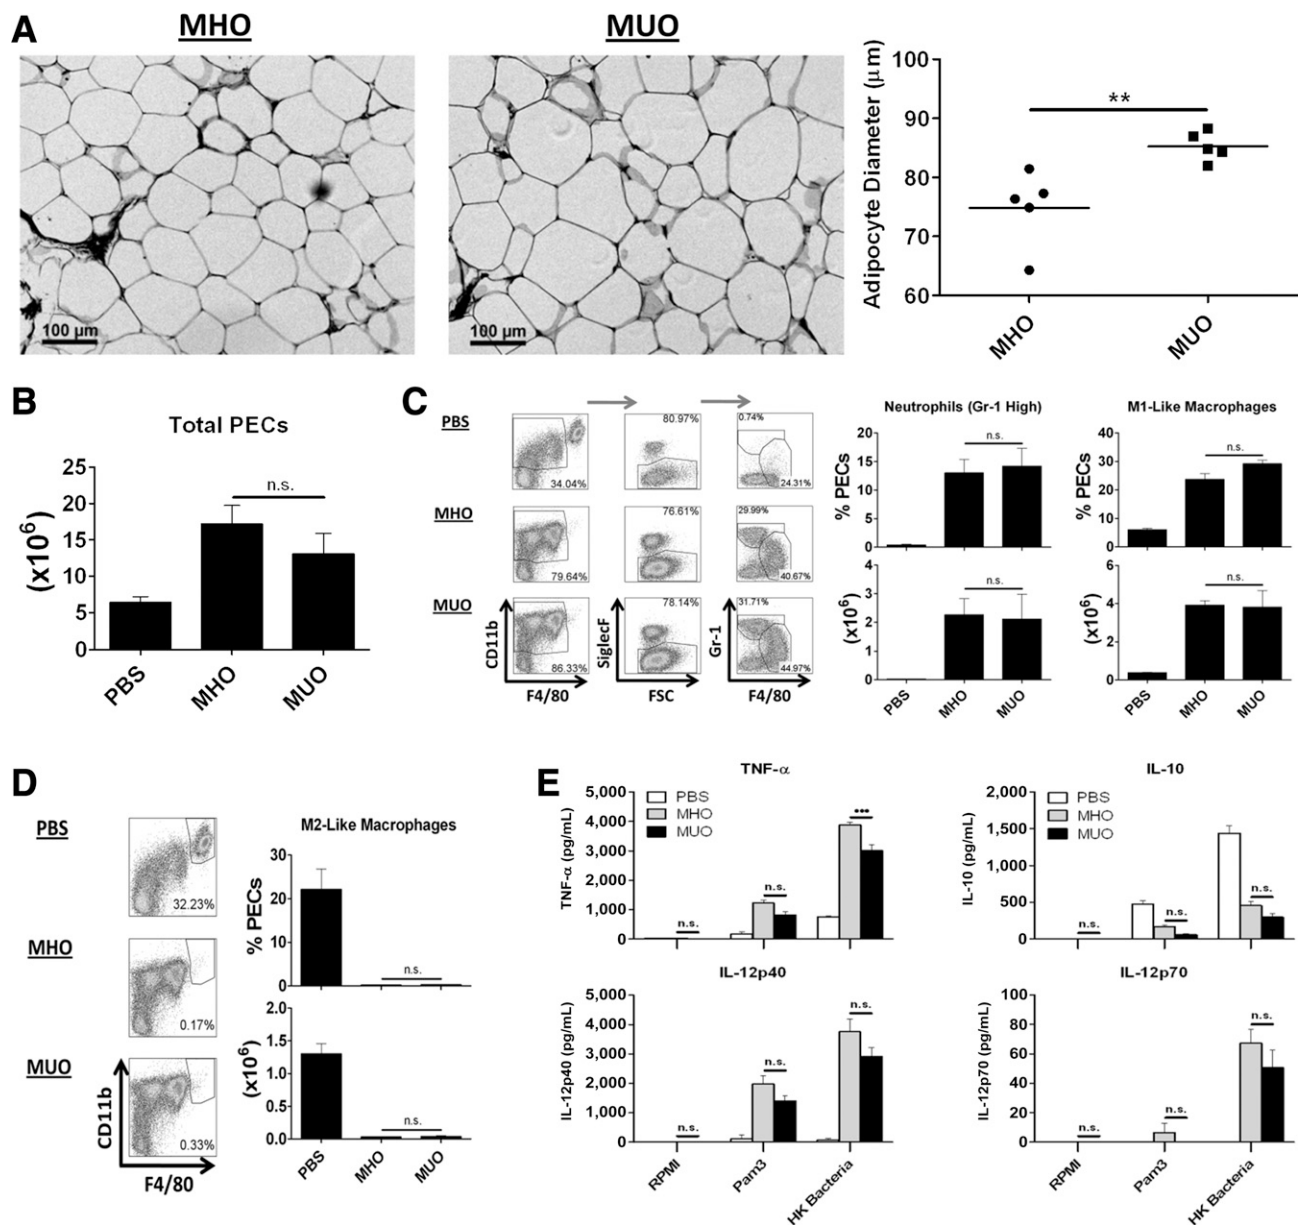 A
MHO
MUO
100 µm
100 µm
Adipocyte Diameter (µm)
100
90
80
70
60
**
MHO
MUO
B
Total PECs
(x10⁶)
25
20
15
10
5
0
n.s.
PBS
MHO
MUO
C
PBS
34.04%
80.97%
0.74%
24.31%
MHO
79.64%
76.61%
29.99%
40.67%
MUO
86.33%
78.14%
31.71%
44.97%
CD11b
F4/80
SiglecF
FSC
Gr-1
F4/80
Neutrophils (Gr-1 High)
% PECs
20
15
10
5
0
n.s.
(x10⁶)
4
3
2
1
0
n.s.
PBS
MHO
MUO
M1-Like Macrophages
% PECs
40
30
20
10
0
n.s.
(x10⁶)
6
4
2
0
n.s.
PBS
MHO
MUO
D
PBS
32.23%
MHO
0.17%
MUO
0.33%
CD11b
F4/80
M2-Like Macrophages
% PECs
30
20
10
0
n.s.
(x10⁶)
2.0
1.5
1.0
0.5
0.0
n.s.
PBS
MHO
MUO
E
TNF-α
TNF-α (pg/mL)
5,000
4,000
3,000
2,000
1,000
0
PBS
MHO
MUO
n.s.
n.s.
•••
IL-10
IL-10 (pg/mL)
2,000
1,500
1,000
500
0
PBS
MHO
MUO
n.s.
n.s.
n.s.
IL-12p40
IL-12p40 (pg/mL)
5,000
4,000
3,000
2,000
1,000
0
n.s.
n.s.
n.s.
RPMI
Pam3
HK Bacteria
IL-12p70
IL-12p70 (pg/mL)
100
80
60
40
20
0
n.s.
n.s.
n.s.
RPMI
Pam3
HK Bacteria